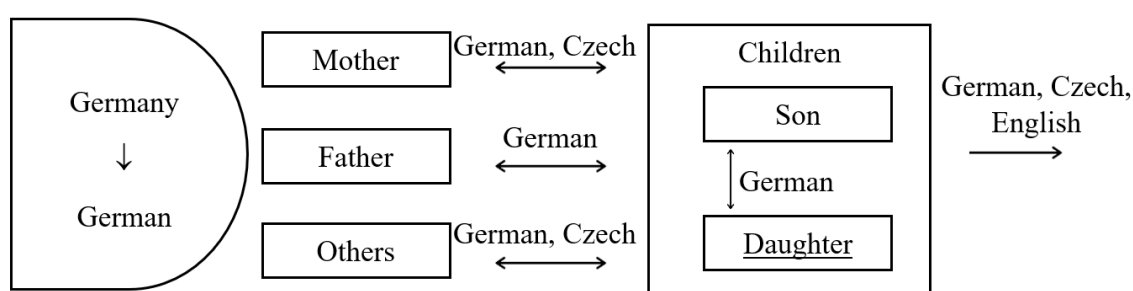 Germany
↓
German
Mother
German, Czech
Father
German
Others
German, Czech
Children
Son
German
Daughter
German, Czech,
English